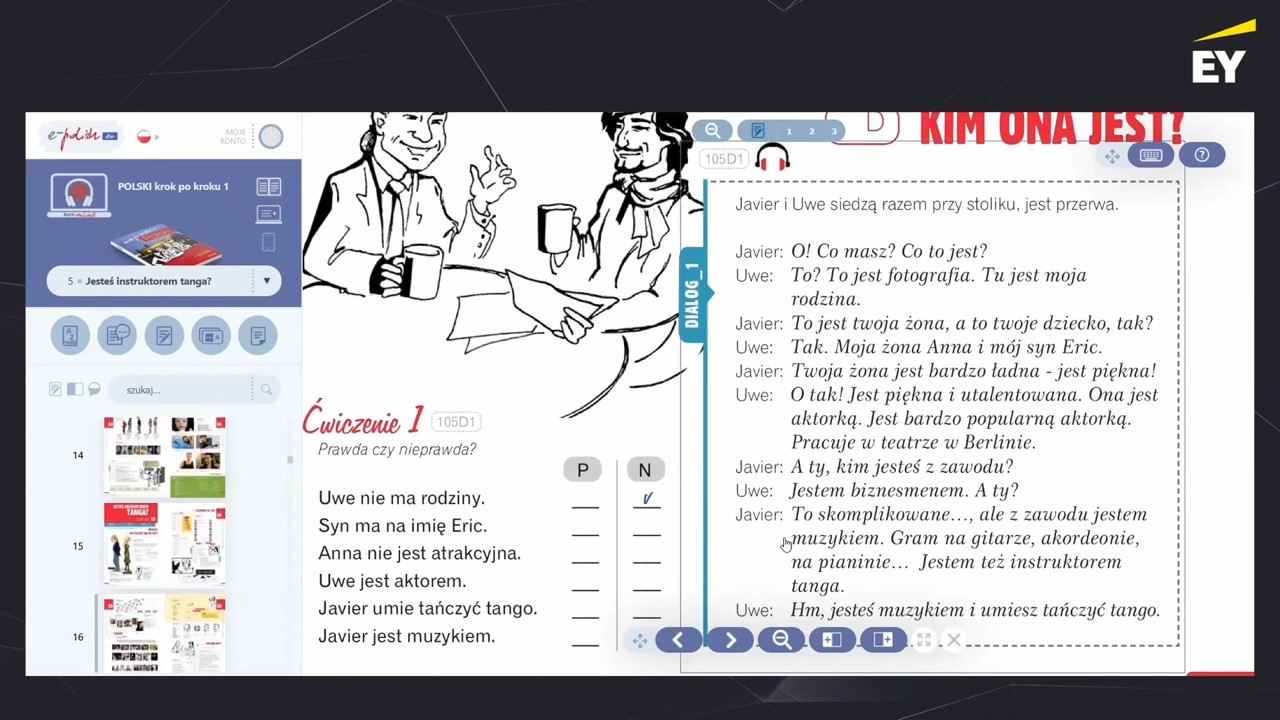 EY
e-polish.eu
MOJE
KONTO
POLSKI krok po kroku 1
kurs online
5 Jesteś instruktorem tanga?
szukaj...
14
15
16
KIM ONA JEST?
1 2 3
105D1
DIALOG_1
Javier i Uwe siedzą razem przy stoliku, jest przerwa.
Javier: O! Co masz? Co to jest?
Uwe: To? To jest fotografia. Tu jest moja
rodzina.
Javier: To jest twoja żona, a to twoje dziecko, tak?
Uwe: Tak. Moja żona Anna i mój syn Eric.
Javier: Twoja żona jest bardzo ładna - jest piękna!
Uwe: O tak! Jest piękna i utalentowana. Ona jest
aktorką. Jest bardzo popularną aktorką.
Pracuje w teatrze w Berlinie.
Javier: A ty, kim jesteś z zawodu?
Uwe: Jestem biznesmenem. A ty?
Javier: To skomplikowane..., ale z zawodu jestem
muzykiem. Gram na gitarze, akordeonie,
na pianinie... Jestem też instruktorem
tanga.
Uwe: Hm, jesteś muzykiem i umiesz tańczyć tango.
Ćwiczenie 1 105D1
Prawda czy nieprawda?
P N
Uwe nie ma rodziny.
Syn ma na imię Eric.
Anna nie jest atrakcyjna.
Uwe jest aktorem.
Javier umie tańczyć tango.
Javier jest muzykiem.